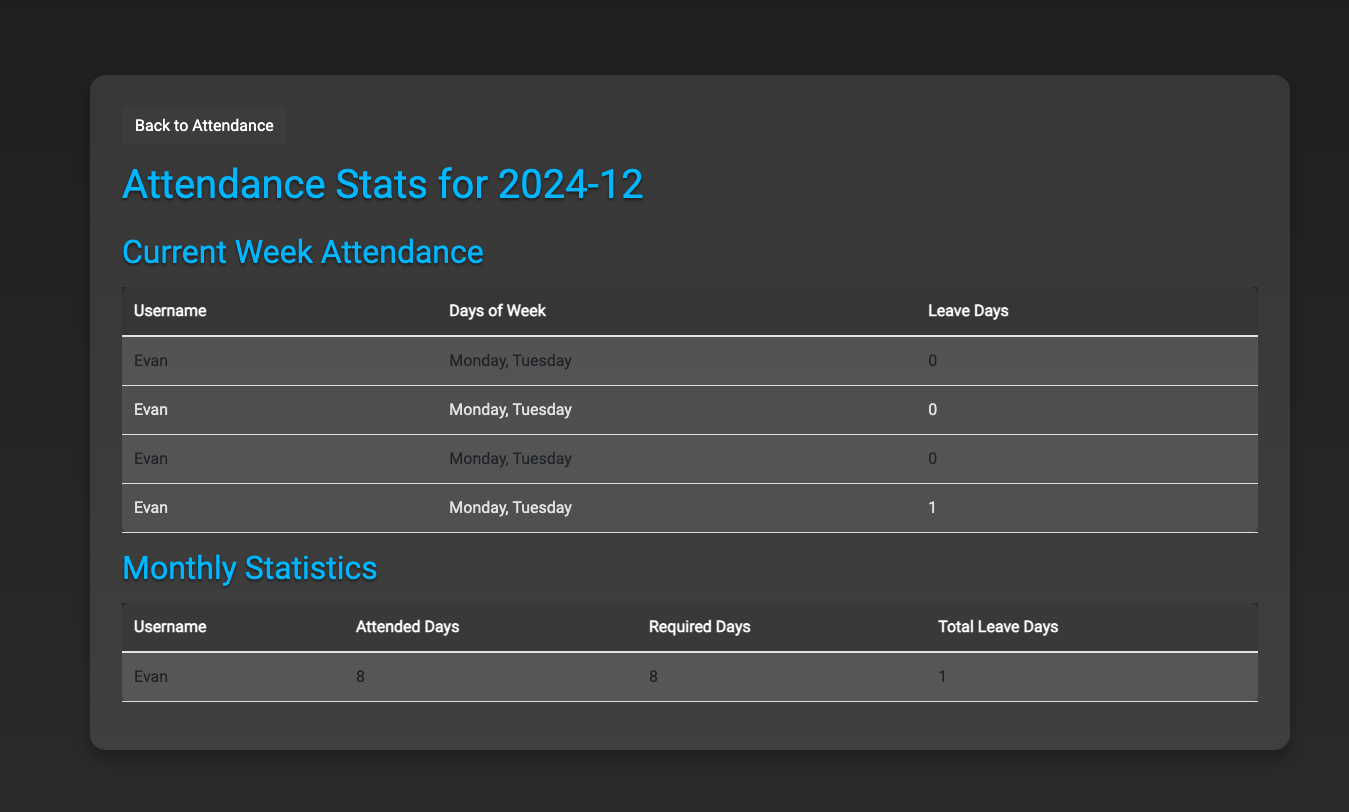 Back to Attendance
Attendance Stats for 2024-12
Current Week Attendance
Username Days of Week Leave Days
Evan Monday, Tuesday 0
Evan Monday, Tuesday 0
Evan Monday, Tuesday 0
Evan Monday, Tuesday 1
Monthly Statistics
Username Attended Days Required Days Total Leave Days
Evan 8 8 1